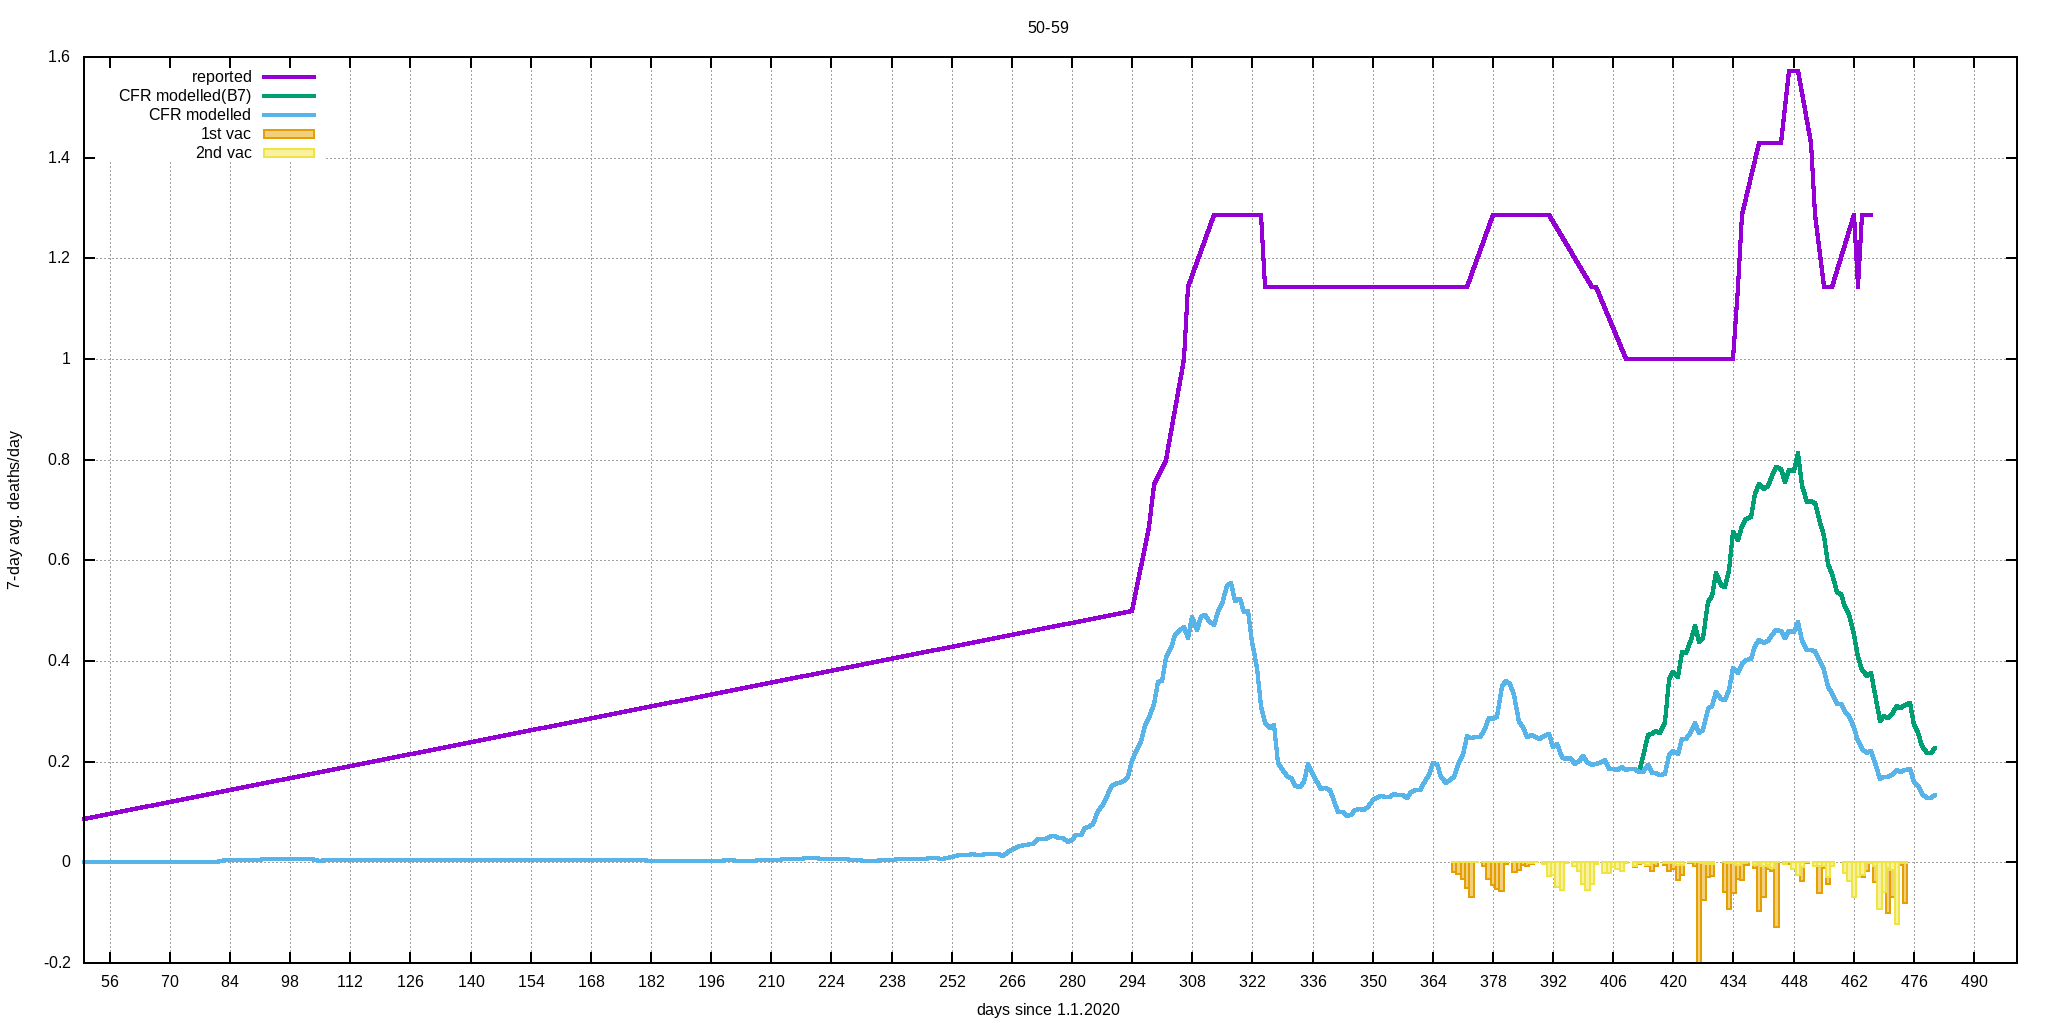 50-59
1.6
1.4
1.2
1
0.8
0.6
0.4
0.2
0
-0.2
7-day avg. deaths/day
reported
CFR modelled(B7)
CFR modelled
1st vac
2nd vac
56 70 84 98 112 126 140 154 168 182 196 210 224 238 252 266 280 294 308 322 336 350 364 378 392 406 420 434 448 462 476 490
days since 1.1.2020